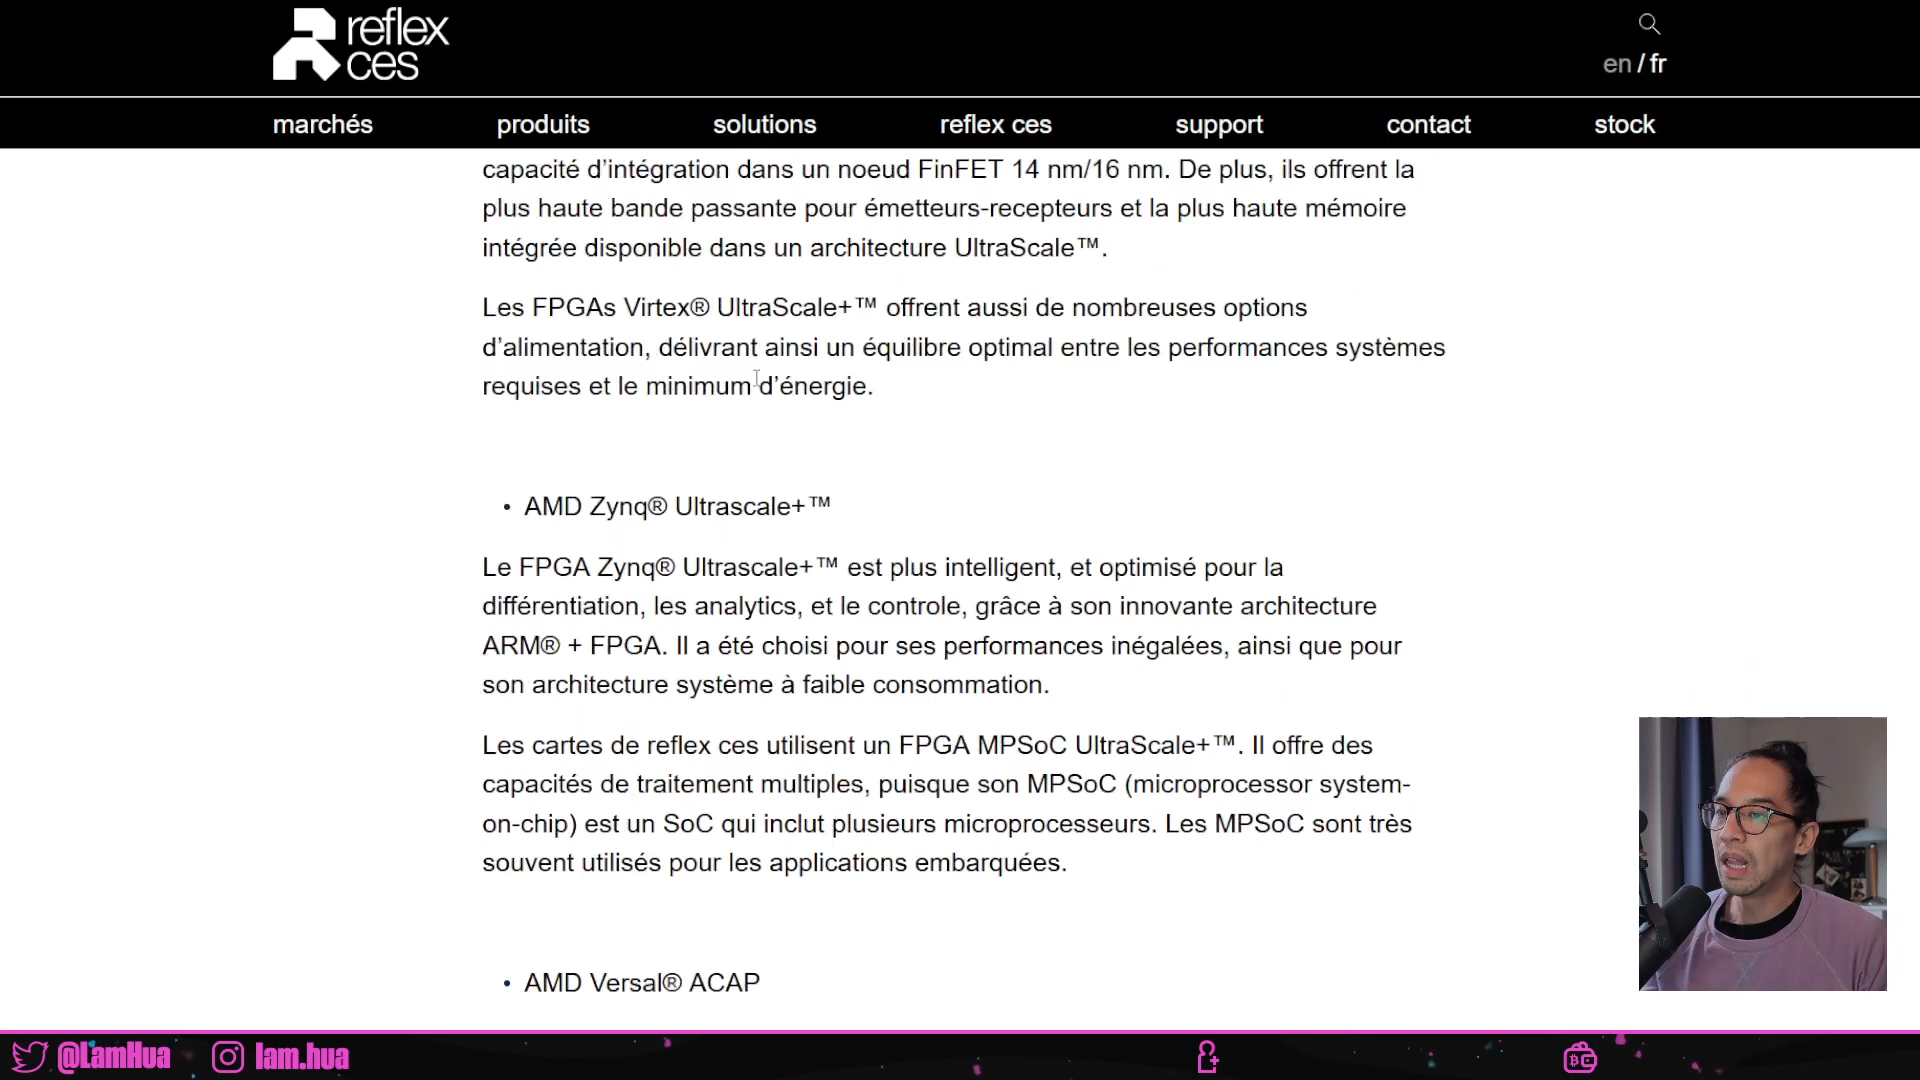 reflex
ces
en / fr
marchés produits solutions reflex ces support contact stock
capacité d’intégration dans un noeud FinFET 14 nm/16 nm. De plus, ils offrent la
plus haute bande passante pour émetteurs-recepteurs et la plus haute mémoire
intégrée disponible dans un architecture UltraScale™.
Les FPGAs Virtex® UltraScale+™ offrent aussi de nombreuses options
d’alimentation, délivrant ainsi un équilibre optimal entre les performances systèmes
requises et le minimum d’énergie.
• AMD Zynq® Ultrascale+™
Le FPGA Zynq® Ultrascale+™ est plus intelligent, et optimisé pour la
différentiation, les analytics, et le controle, grâce à son innovante architecture
ARM® + FPGA. Il a été choisi pour ses performances inégalées, ainsi que pour
son architecture système à faible consommation.
Les cartes de reflex ces utilisent un FPGA MPSoC UltraScale+™. Il offre des
capacités de traitement multiples, puisque son MPSoC (microprocessor system-
on-chip) est un SoC qui inclut plusieurs microprocesseurs. Les MPSoC sont très
souvent utilisés pour les applications embarquées.
• AMD Versal® ACAP
@LamHua lam.hua